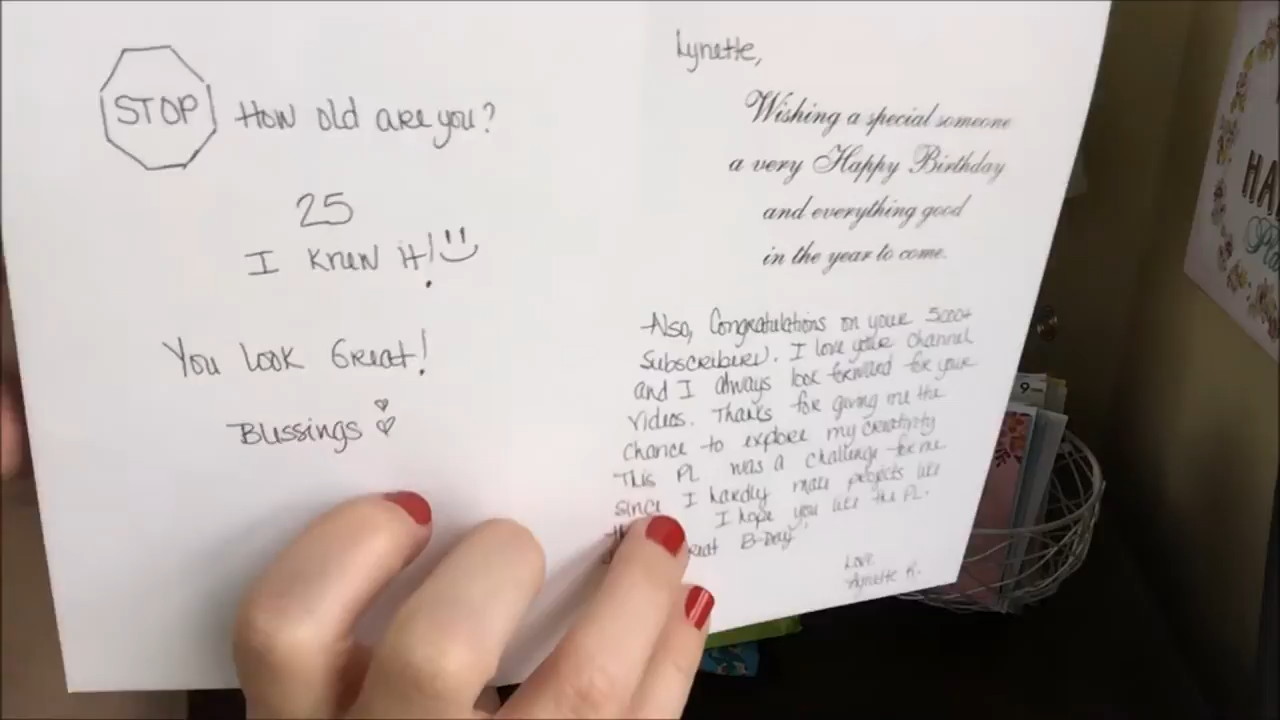 STOP How old are you?
25
I Knew it!
You look Great!
Blessings
Lynette,
Wishing a special someone
a very Happy Birthday
and everything good
in the year to come.
Also, Congratulations on your 5000+
Subscribers. I love your channel
and I always look forward for your
videos. Thanks for giving me the
chance to explore my creativity
This PL was a challenge for me
since I hardly make projects like
I hope you like the PL.
B-Day!
Love
K.
9
HA